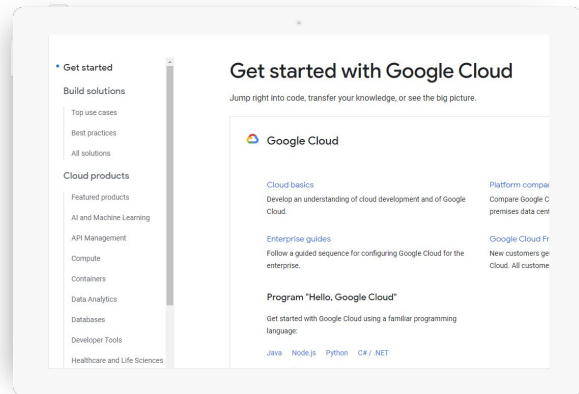 Get started
Build solutions
Top use cases
Best practices
All solutions
Cloud products
Featured products
AI and Machine Learning
API Management
Compute
Containers
Data Analytics
Databases
Developer Tools
Healthcare and Life Sciences
Get started with Google Cloud
Jump right into code, transfer your knowledge, or see the big picture.
Google Cloud
Cloud basics
Develop an understanding of cloud development and of Google
Cloud.
Enterprise guides
Follow a guided sequence for configuring Google Cloud for the
enterprise.
Platform compar
Compare Google C
premises data cent
Google Cloud Fr
New customers ge
Cloud. All custome
Program "Hello, Google Cloud"
Get started with Google Cloud using a familiar programming
language:
Java Node.js Python C# / .NET